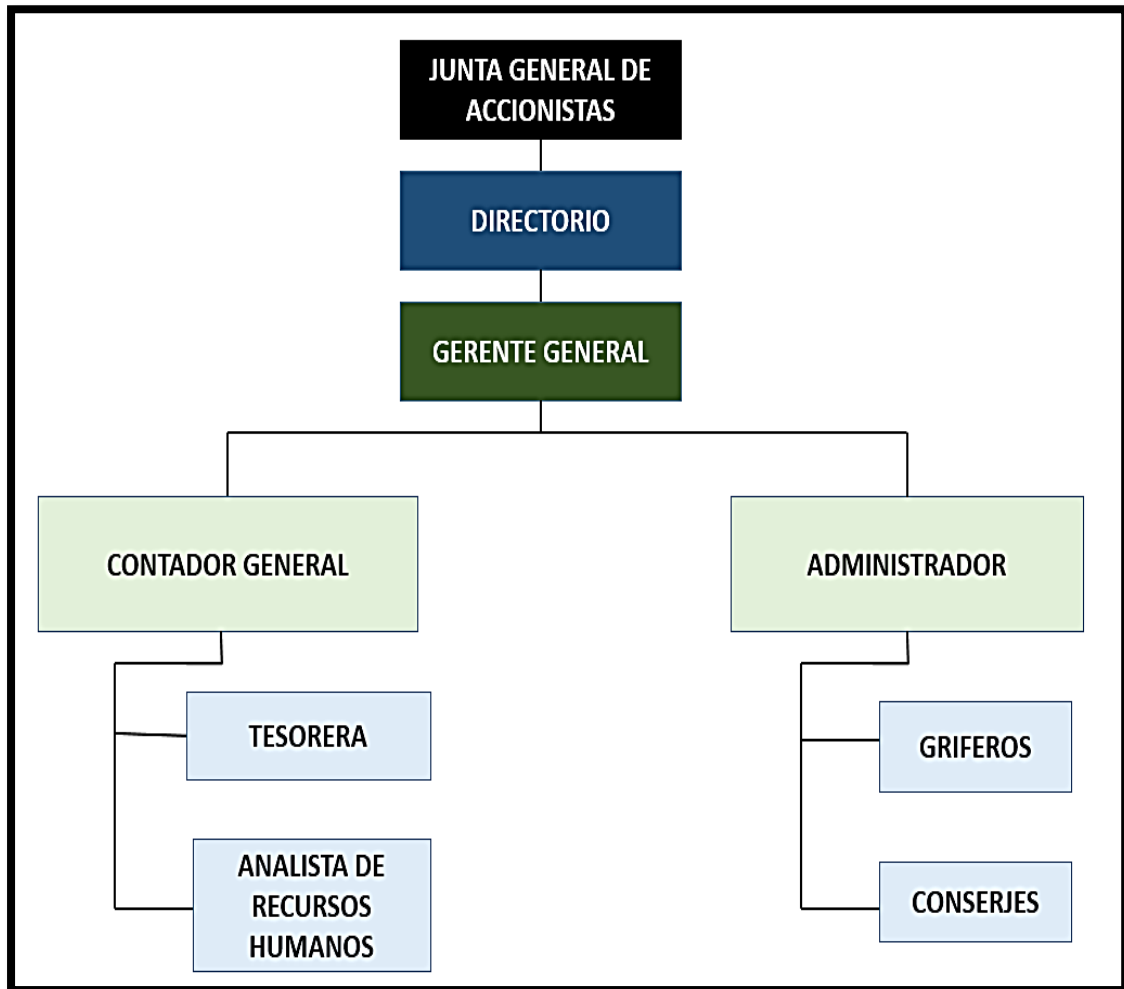 JUNTA GENERAL DE
ACCIONISTAS
DIRECTORIO
GERENTE GENERAL
CONTADOR GENERAL
ADMINISTRADOR
TESORERA
GRIFEROS
ANALISTA DE
RECURSOS
HUMANOS
CONSERJES